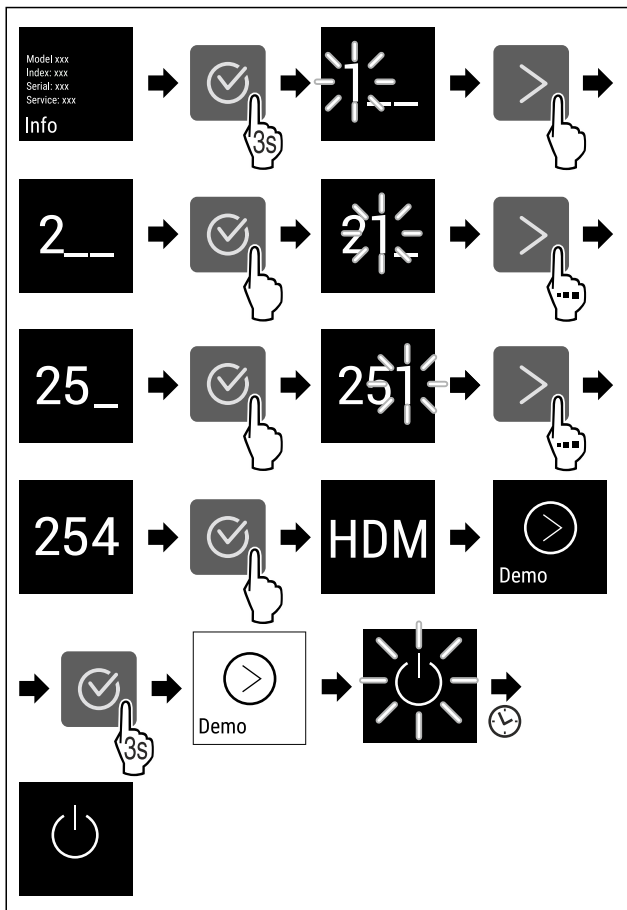 Model xxx
Index: xxx
Serial: xxx
Service: xxx
Info
3s
1__
2__
21_
25_
251
254
HDM
Demo
3s
Demo